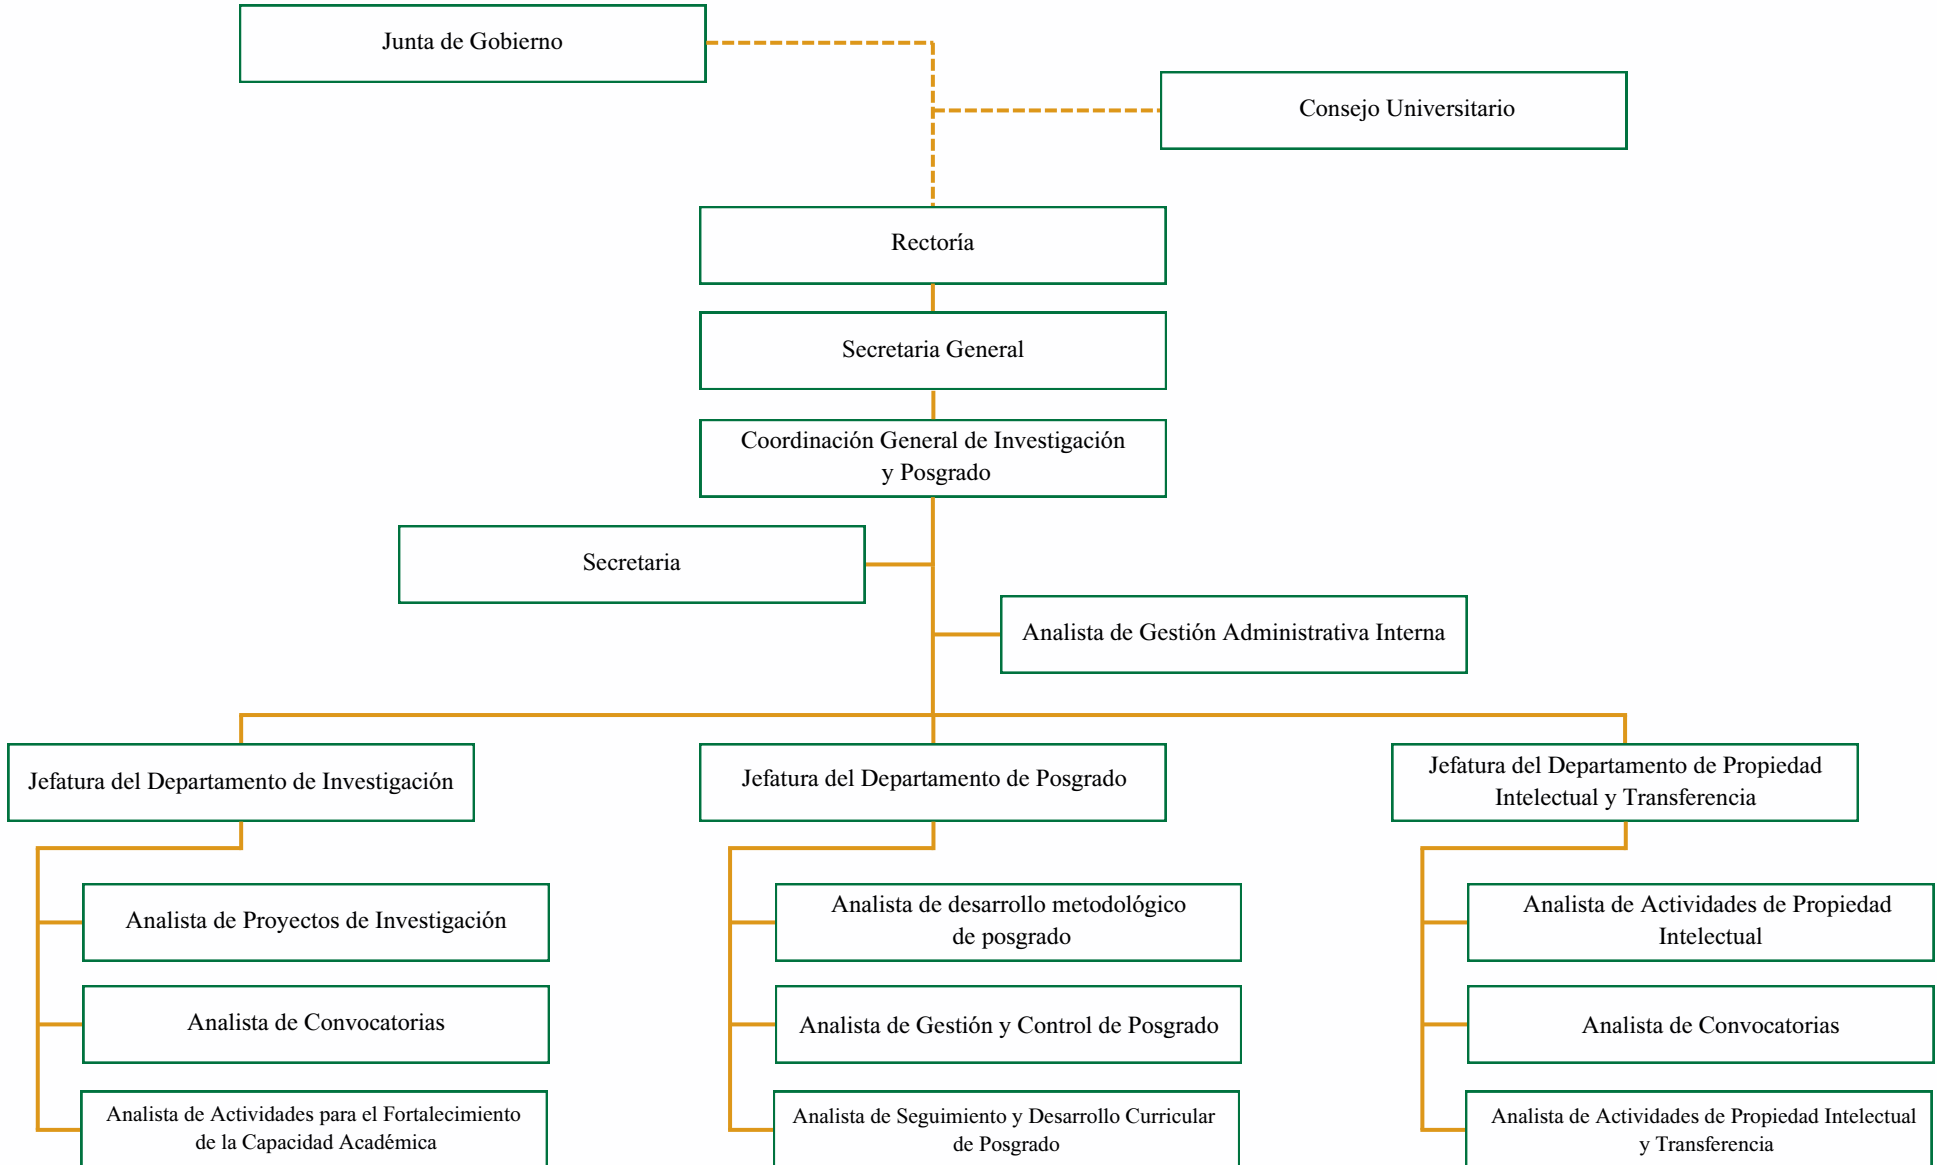 Junta de Gobierno
Consejo Universitario
Rectoría
Secretaria General
Coordinación General de Investigación
y Posgrado
Secretaria
Analista de Gestión Administrativa Interna
Jefatura del Departamento de Investigación
Analista de Proyectos de Investigación
Analista de Convocatorias
Analista de Actividades para el Fortalecimiento
de la Capacidad Académica
Jefatura del Departamento de Posgrado
Analista de desarrollo metodológico
de posgrado
Analista de Gestión y Control de Posgrado
Analista de Seguimiento y Desarrollo Curricular
de Posgrado
Jefatura del Departamento de Propiedad
Intelectual y Transferencia
Analista de Actividades de Propiedad
Intelectual
Analista de Convocatorias
Analista de Actividades de Propiedad Intelectual
y Transferencia